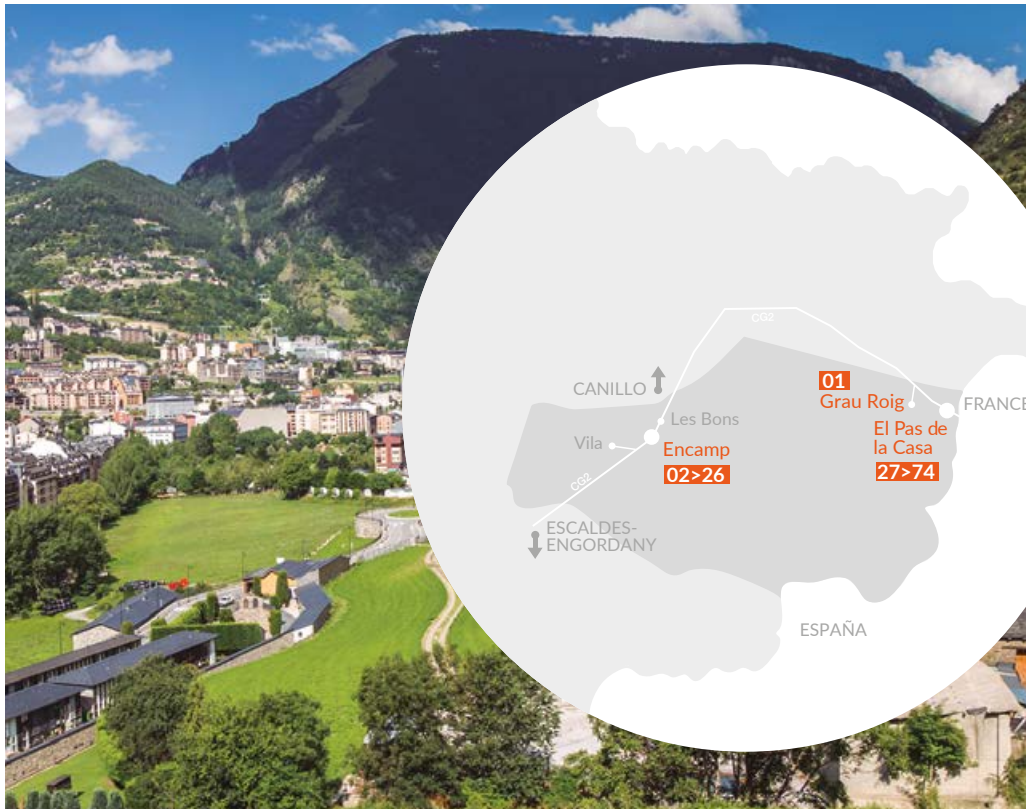 CG2
CANILLO
01
Grau Roig
FRANCE
Les Bons
El Pas de
la Casa
27>74
Vila
Encamp
02>26
CG2
ESCALDES-
ENGORDANY
ESPAÑA